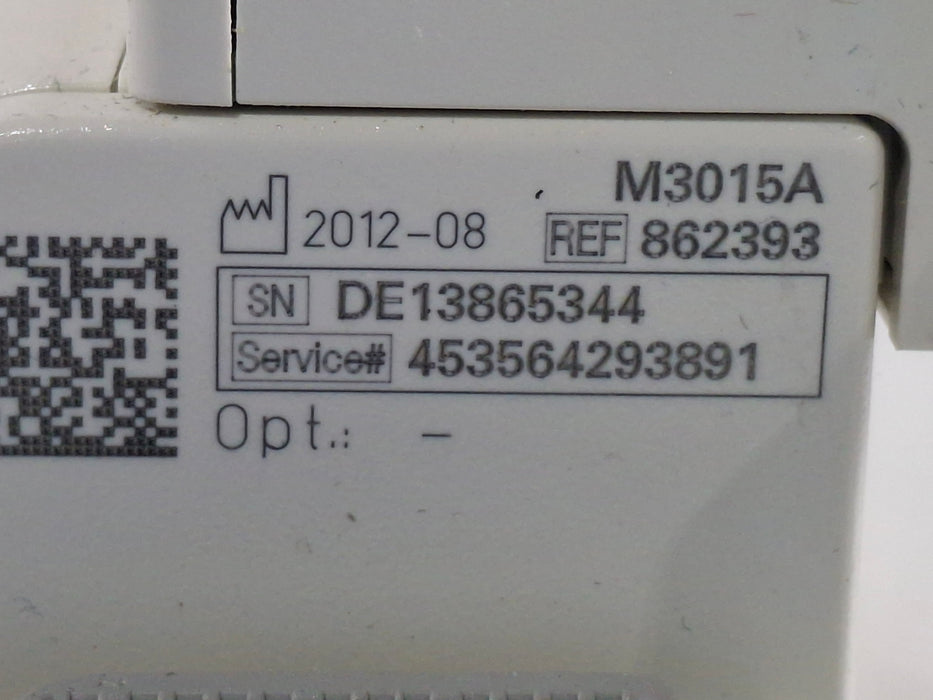 M3015A
2012-08 REF 862393
SN DE13865344
Service# 453564293891
Opt.: -